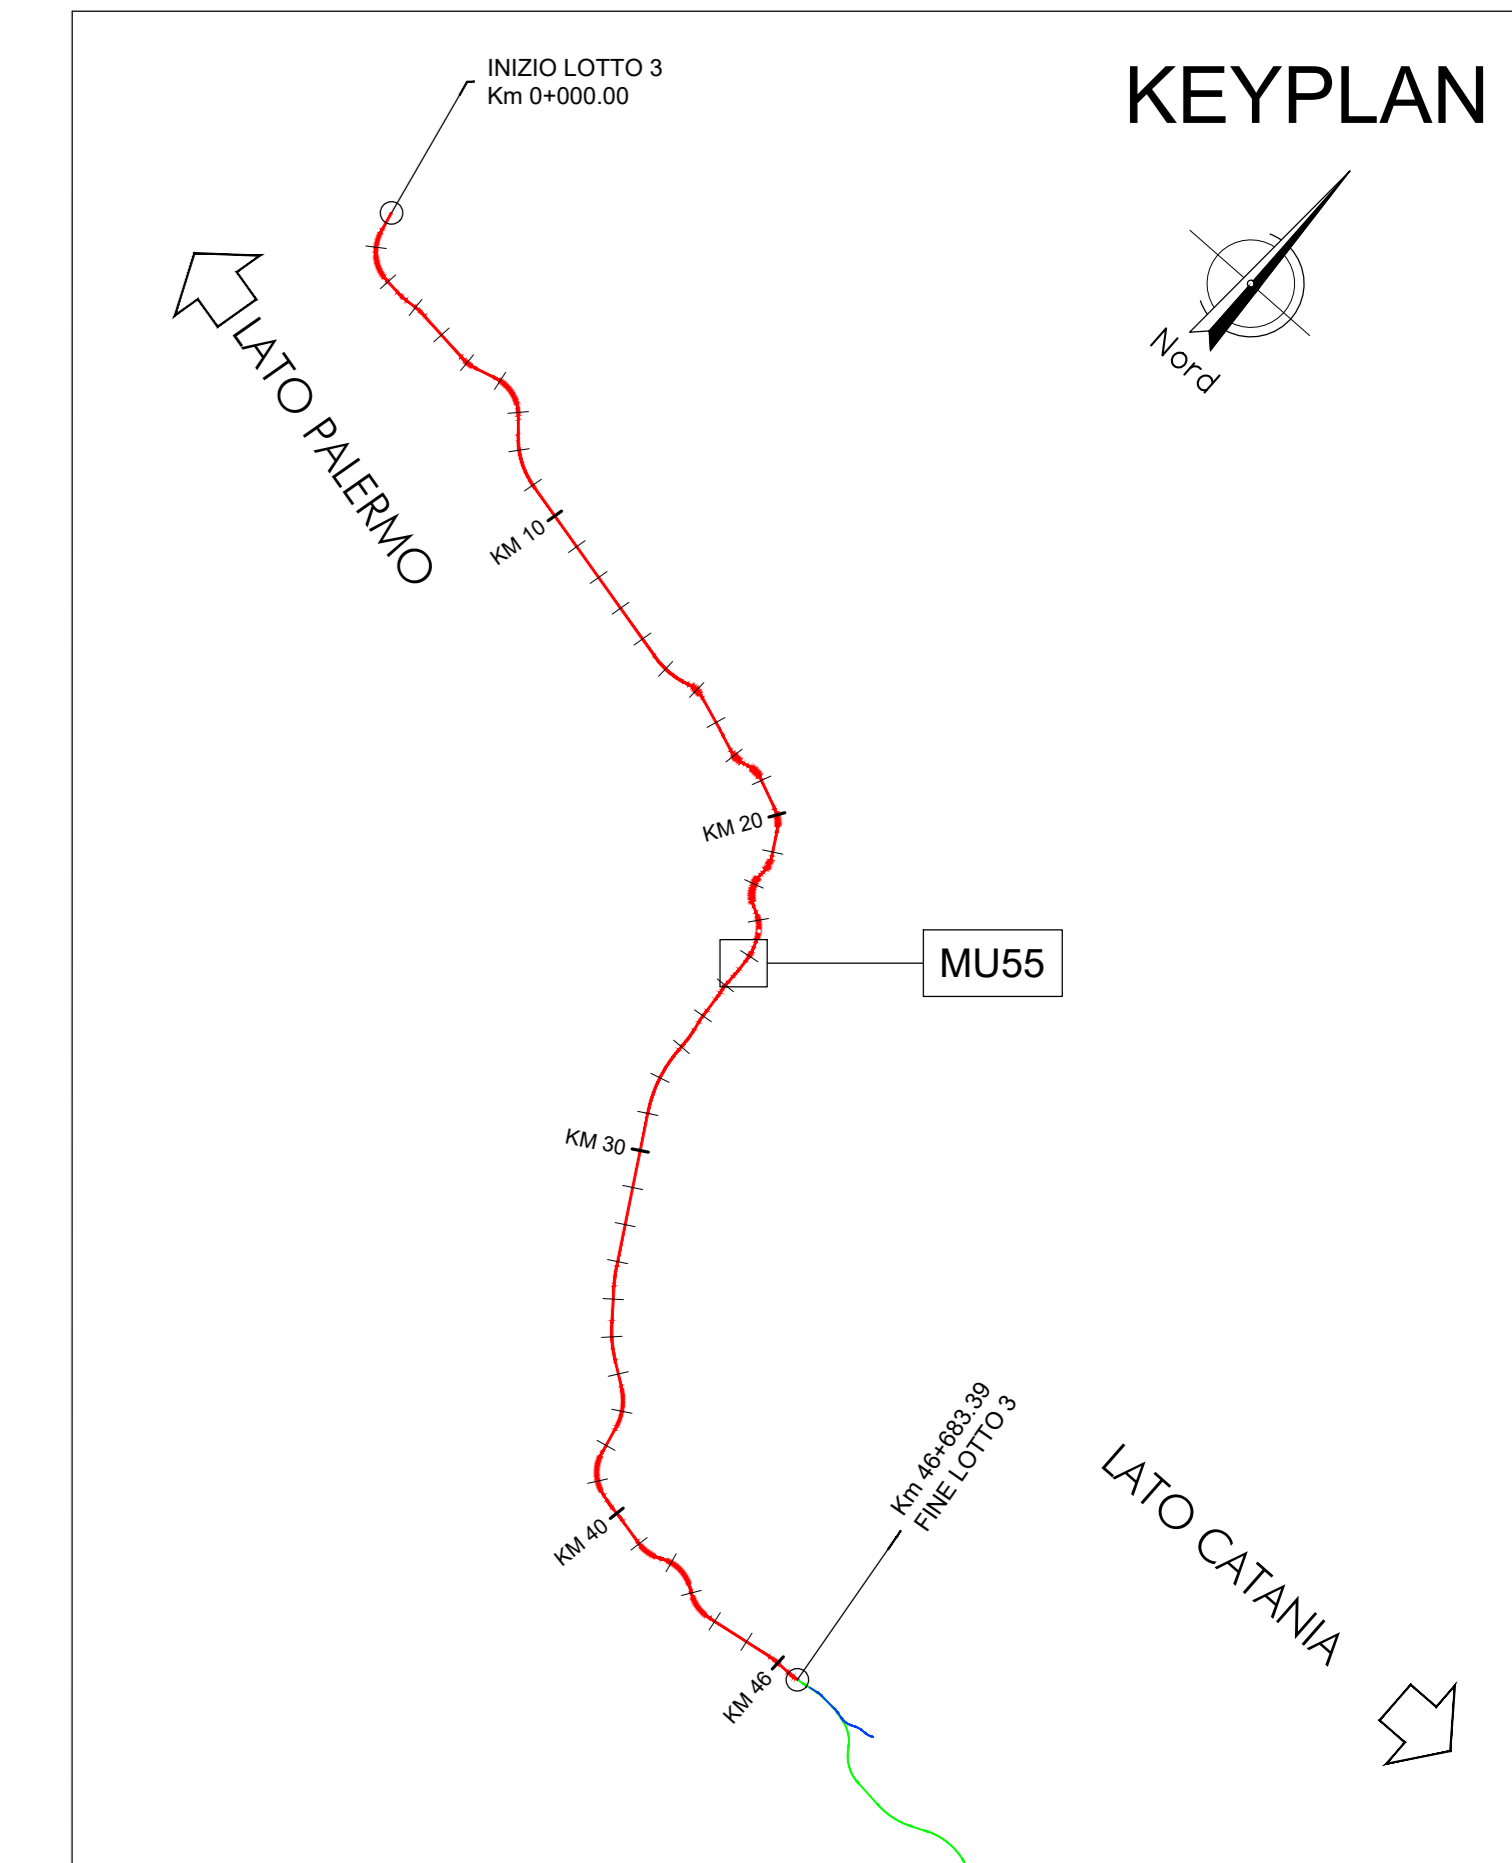 INIZIO LOTTO 3
Km 0+000.00
KEYPLAN
Nord
LATO PALERMO
KM 10
KM 20
MU55
KM 30
Km 46+683.39
FINE LOTTO 3
LATO CATANIA
KM 40
KM 46